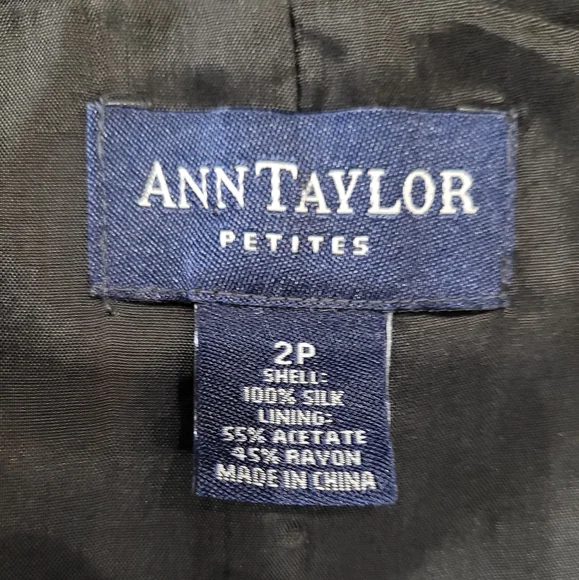 ANN TAYLOR
PETITES
2P
SHELL:
100% SILK
LINING:
55% ACETATE
45% RAYON
MADE IN CHINA